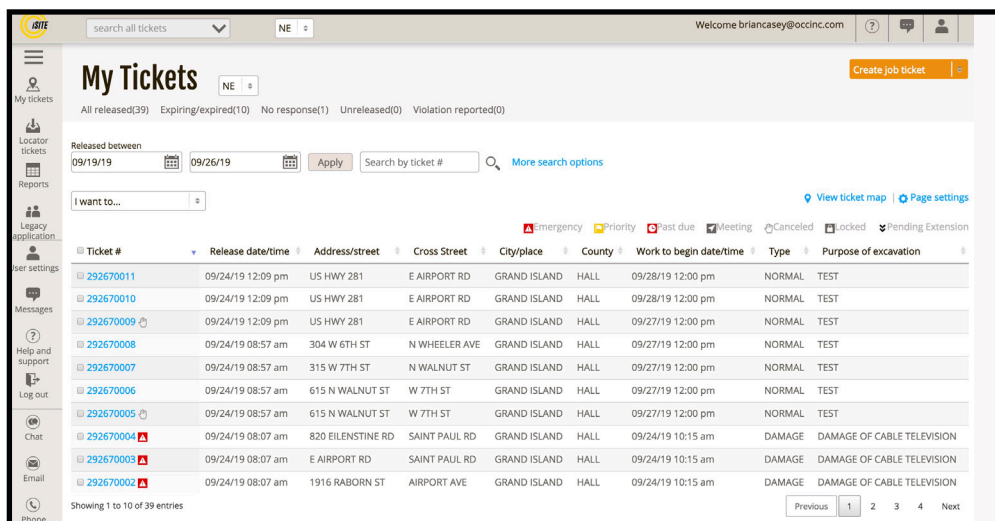 iSITE
search all tickets
NE
Welcome briancasey@occinc.com
My tickets
Locator
tickets
Reports
Legacy
application
User settings
Messages
Help and
support
Log out
Chat
Email
Phone
My Tickets
NE
Create job ticket
All released(39) Expiring/expired(10) No response(1) Unreleased(0) Violation reported(0)
Released between
09/19/19 09/26/19 Apply Search by ticket # More search options
I want to...
View ticket map Page settings
Emergency Priority Past due Meeting Canceled Locked Pending Extension
Ticket # Release date/time Address/street Cross Street City/place County Work to begin date/time Type Purpose of excavation
292670011 09/24/19 12:09 pm US HWY 281 E AIRPORT RD GRAND ISLAND HALL 09/28/19 12:00 pm NORMAL TEST
292670010 09/24/19 12:09 pm US HWY 281 E AIRPORT RD GRAND ISLAND HALL 09/28/19 12:00 pm NORMAL TEST
292670009 09/24/19 12:09 pm US HWY 281 E AIRPORT RD GRAND ISLAND HALL 09/27/19 12:00 pm NORMAL TEST
292670008 09/24/19 08:57 am 304 W 6TH ST N WHEELER AVE GRAND ISLAND HALL 09/27/19 12:00 pm NORMAL TEST
292670007 09/24/19 08:57 am 315 W 7TH ST N WALNUT ST GRAND ISLAND HALL 09/27/19 12:00 pm NORMAL TEST
292670006 09/24/19 08:57 am 615 N WALNUT ST W 7TH ST GRAND ISLAND HALL 09/27/19 12:00 pm NORMAL TEST
292670005 09/24/19 08:57 am 615 N WALNUT ST W 7TH ST GRAND ISLAND HALL 09/27/19 12:00 pm NORMAL TEST
292670004 09/24/19 08:07 am 820 EILENSTINE RD SAINT PAUL RD GRAND ISLAND HALL 09/24/19 10:15 am DAMAGE DAMAGE OF CABLE TELEVISION
292670003 09/24/19 08:07 am E AIRPORT RD SAINT PAUL RD GRAND ISLAND HALL 09/24/19 10:15 am DAMAGE DAMAGE OF CABLE TELEVISION
292670002 09/24/19 08:07 am 1916 RABORN ST AIRPORT AVE GRAND ISLAND HALL 09/24/19 10:15 am DAMAGE DAMAGE OF CABLE TELEVISION
Showing 1 to 10 of 39 entries
Previous 1 2 3 4 Next